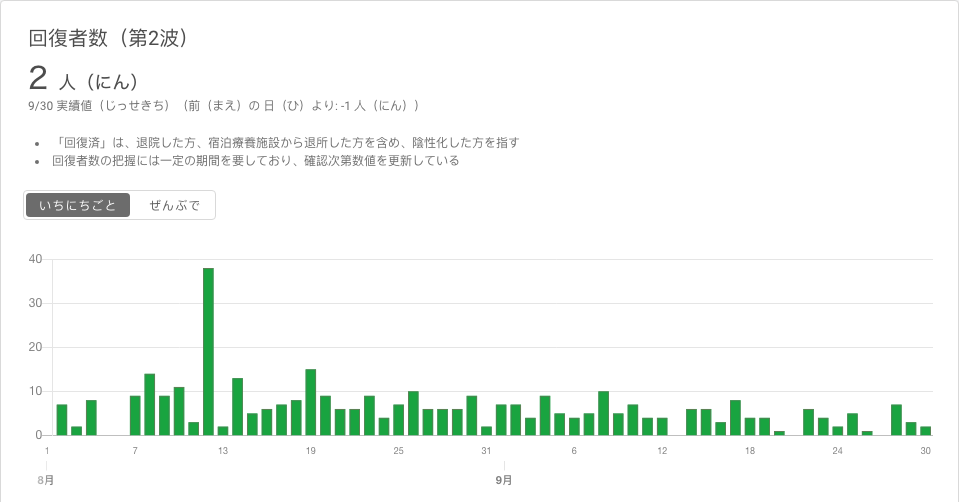 回復者数（第2波）
2 人（にん）
9/30 実績値（じっせきち）（前（まえ）の 日（ひ）より: -1 人（にん））
• 「回復済」は、退院した方、宿泊療養施設から退所した方を含め、陰性化した方を指す
• 回復者数の把握には一定の期間を要しており、確認次第数値を更新している
いちにちごと ぜんぶで
40
30
20
10
0
1 7 13 19 25 31 6 12 18 24 30
8月 9月